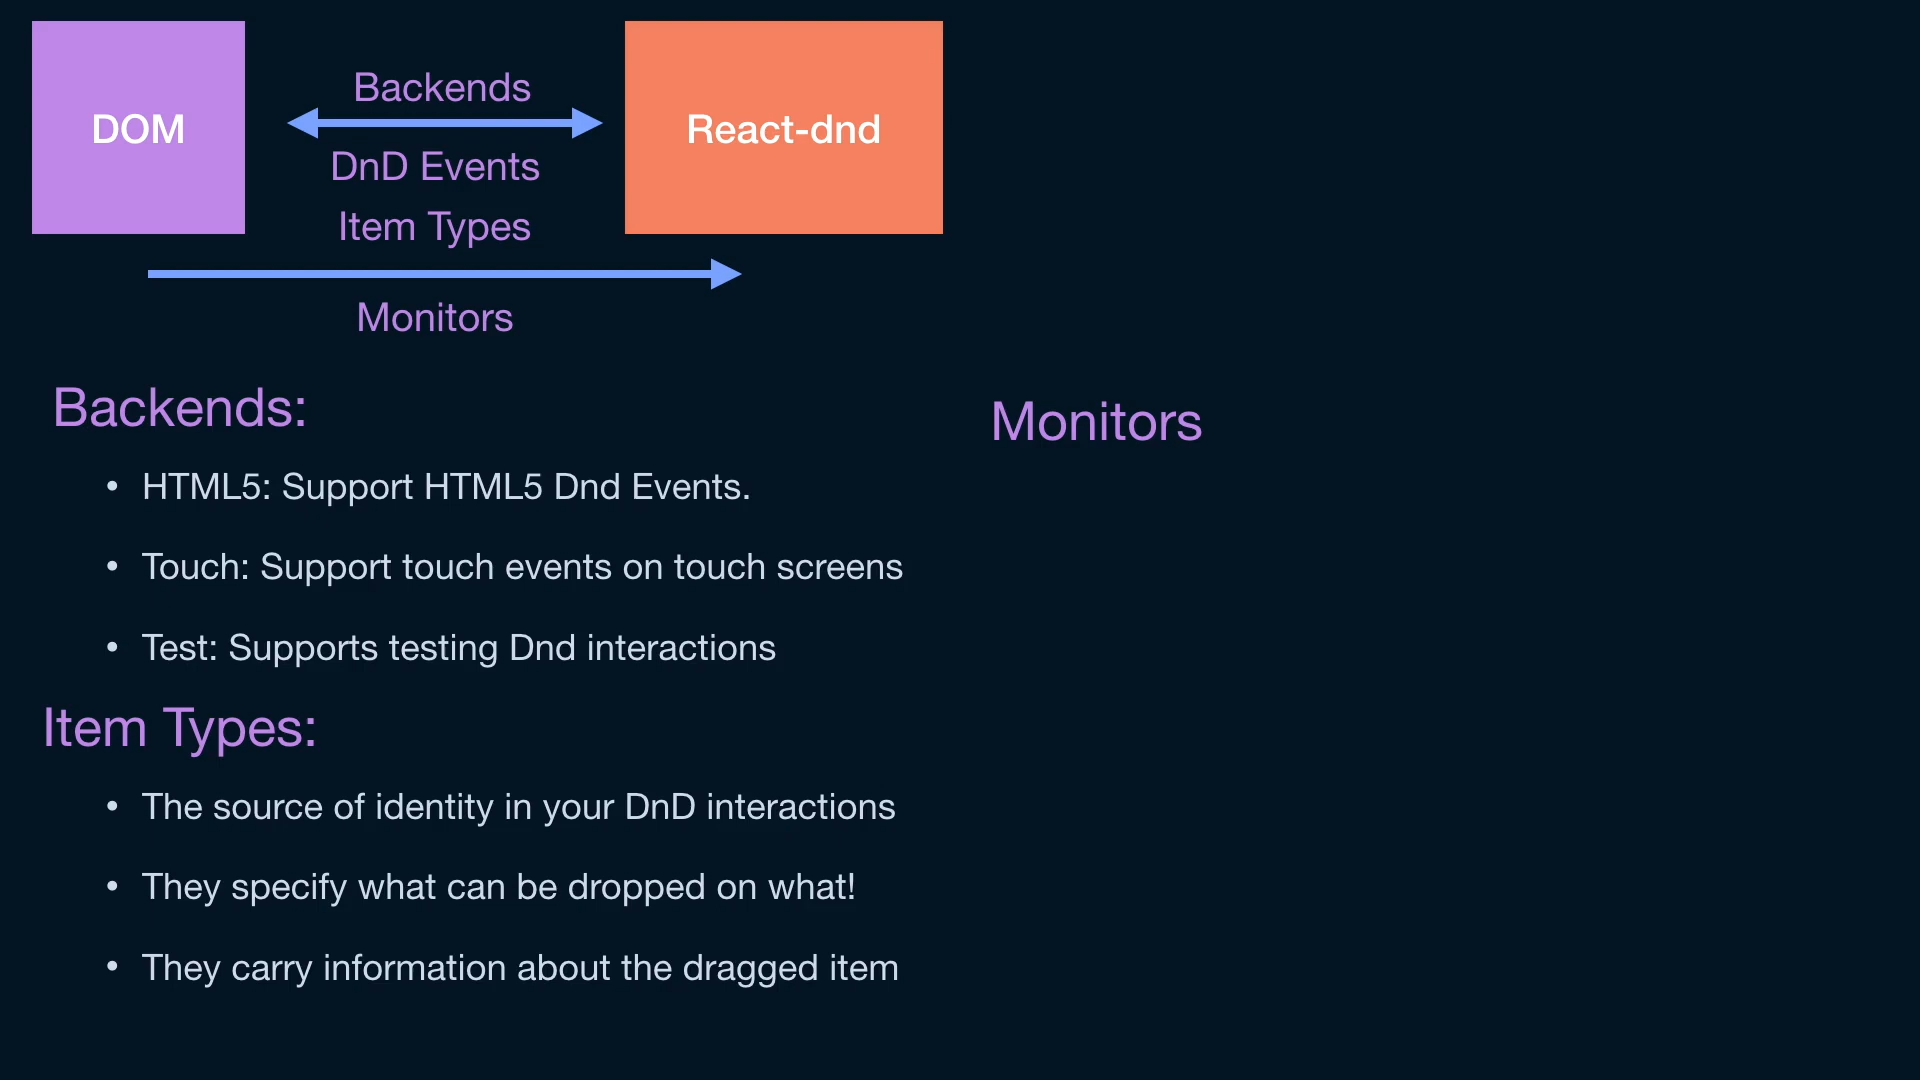 DOM
Backends
DnD Events
Item Types
React-dnd
Monitors
Backends:
• HTML5: Support HTML5 Dnd Events.
• Touch: Support touch events on touch screens
• Test: Supports testing Dnd interactions
Item Types:
• The source of identity in your DnD interactions
• They specify what can be dropped on what!
• They carry information about the dragged item
Monitors